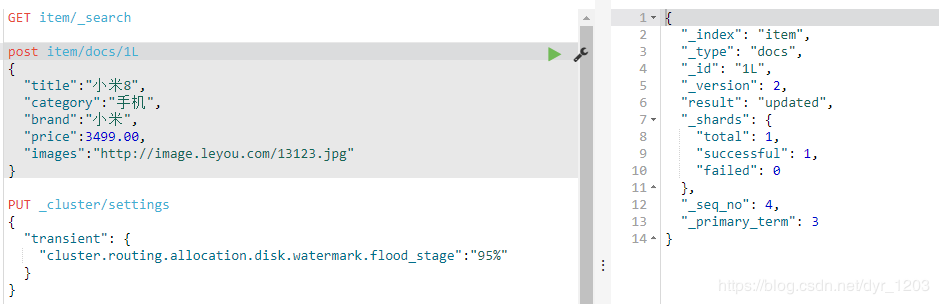 GET item/_search
post item/docs/1L
{
"title":"小米8",
"category":"手机",
"brand":"小米",
"price":3499.00,
"images":"http://image.leyou.com/13123.jpg"
}
PUT _cluster/settings
{
"transient": {
"cluster.routing.allocation.disk.watermark.flood_stage":"95%"
}
}
1 {
2 "_index": "item",
3 "_type": "docs",
4 "_id": "1L",
5 "_version": 2,
6 "result": "updated",
7 "_shards": {
8 "total": 1,
9 "successful": 1,
10 "failed": 0
11 },
12 "_seq_no": 4,
13 "_primary_term": 3
14 }
https://blog.csdn.net/dyr_1203